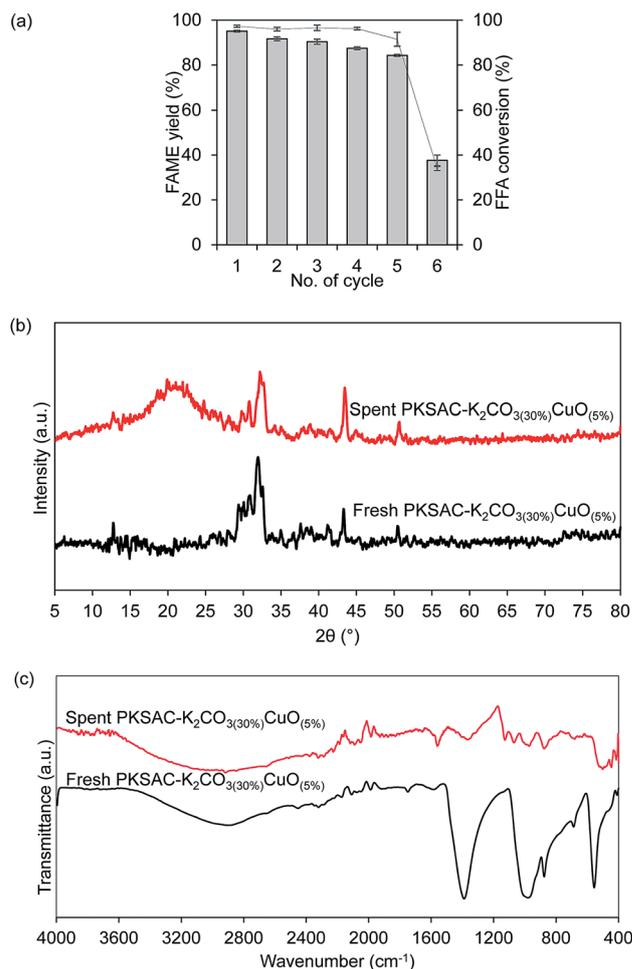 (a)
100 100
80 80
60 60
40 40
20 20
0 0
FAME yield (%)
FFA conversion (%)
1 2 3 4 5 6
No. of cycle
(b)
Intensity (a.u.)
Spent PKSAC-K₂CO₃₍₃₀%₎CuO₍₅%₎
Fresh PKSAC-K₂CO₃₍₃₀%₎CuO₍₅%₎
5 10 15 20 25 30 35 40 45 50 55 60 65 70 75 80
2θ (°)
(c)
Transmittance (a.u.)
Spent PKSAC-K₂CO₃₍₃₀%₎CuO₍₅%₎
Fresh PKSAC-K₂CO₃₍₃₀%₎CuO₍₅%₎
4000 3600 3200 2800 2400 2000 1600 1200 800 400
Wavenumber (cm⁻¹)